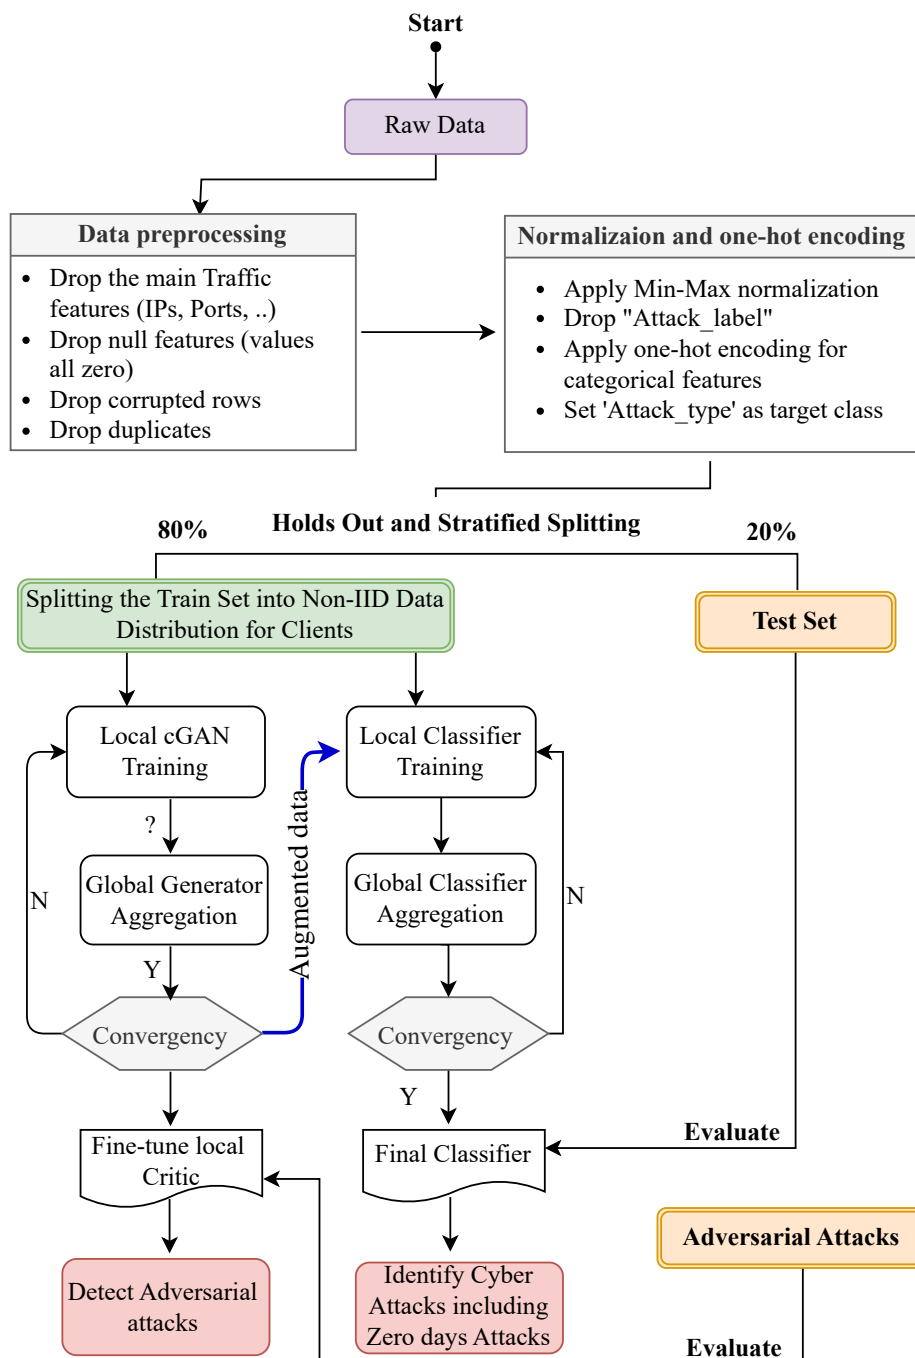 Start
Raw Data
Data preprocessing
• Drop the main Traffic
features (IPs, Ports, ..)
• Drop null features (values
all zero)
• Drop corrupted rows
• Drop duplicates
Normalizaion and one-hot encoding
• Apply Min-Max normalization
• Drop "Attack_label"
• Apply one-hot encoding for
categorical features
• Set 'Attack_type' as target class
Holds Out and Stratified Splitting
80%
20%
Splitting the Train Set into Non-IID Data
Distribution for Clients
Test Set
Local cGAN
Training
Local Classifier
Training
?
Augmented data
Global Generator
Aggregation
Global Classifier
Aggregation
N
N
Y
Convergency
Convergency
Y
Fine-tune local
Critic
Final Classifier
Evaluate
Adversarial Attacks
Detect Adversarial
attacks
Identify Cyber
Attacks including
Zero days Attacks
Evaluate